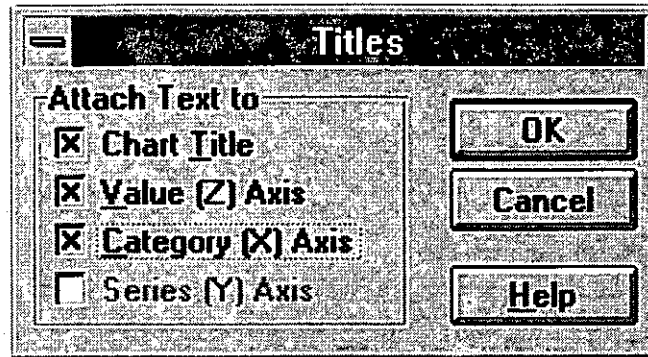 Titles
Attach Text to
Chart Title
Value (Z) Axis
Category (X) Axis
Series (Y) Axis
OK
Cancel
Help